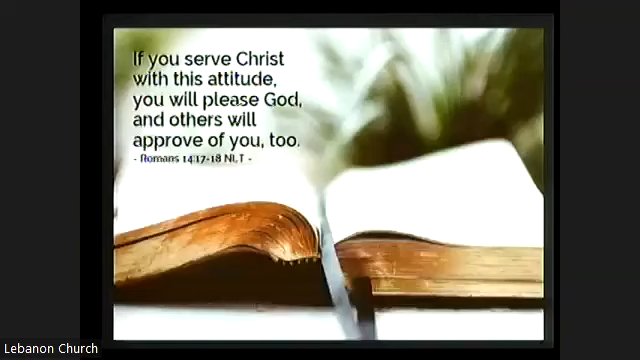 If you serve Christ
with this attitude,
you will please God,
and others will
approve of you, too.
- Romans 14:17-18 NLT -
Lebanon Church